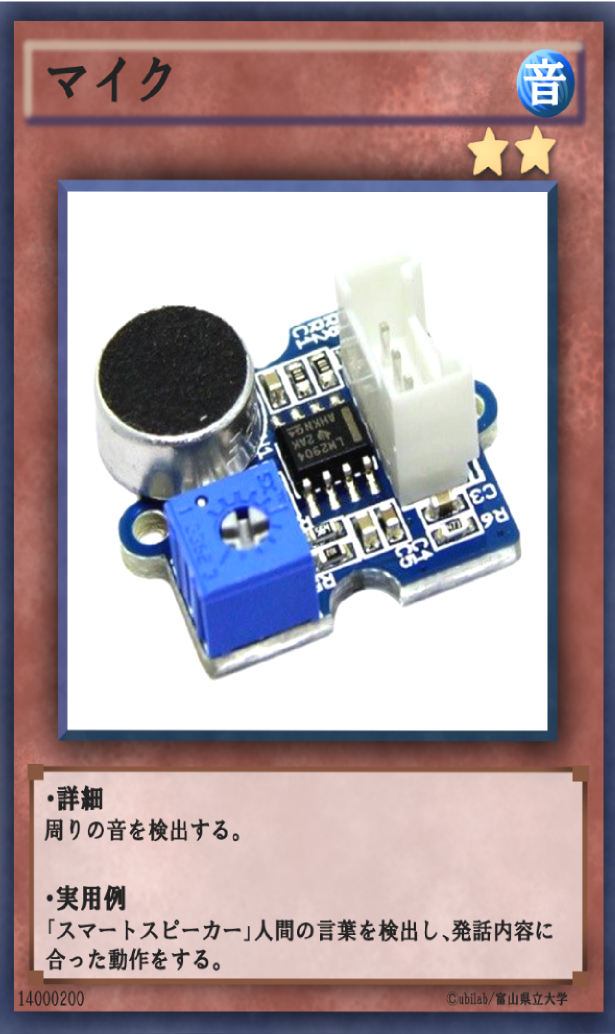 マイク
音
LM2904
AHKN
C3
R6
C5
・詳細
周りの音を検出する。
・実用例
「スマートスピーカー」人間の言葉を検出し、発話内容に
合った動作をする。
14000200
©ubilab/富山県立大学